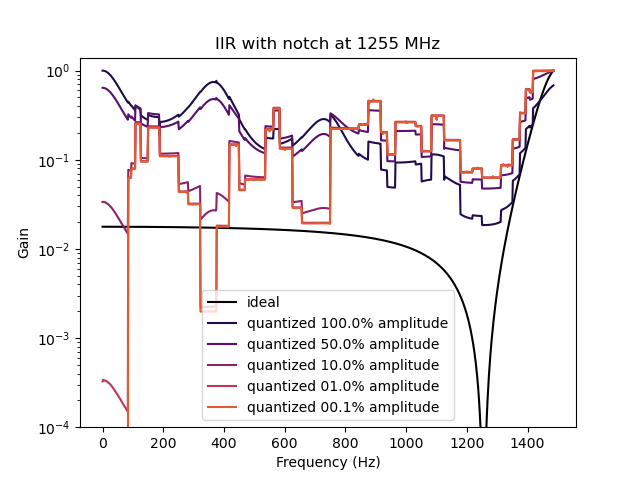 IIR with notch at 1255 MHz
Gain
10⁰
10⁻¹
10⁻²
10⁻³
10⁻⁴
ideal
quantized 100.0% amplitude
quantized 50.0% amplitude
quantized 10.0% amplitude
quantized 01.0% amplitude
quantized 00.1% amplitude
0 200 400 600 800 1000 1200 1400
Frequency (Hz)